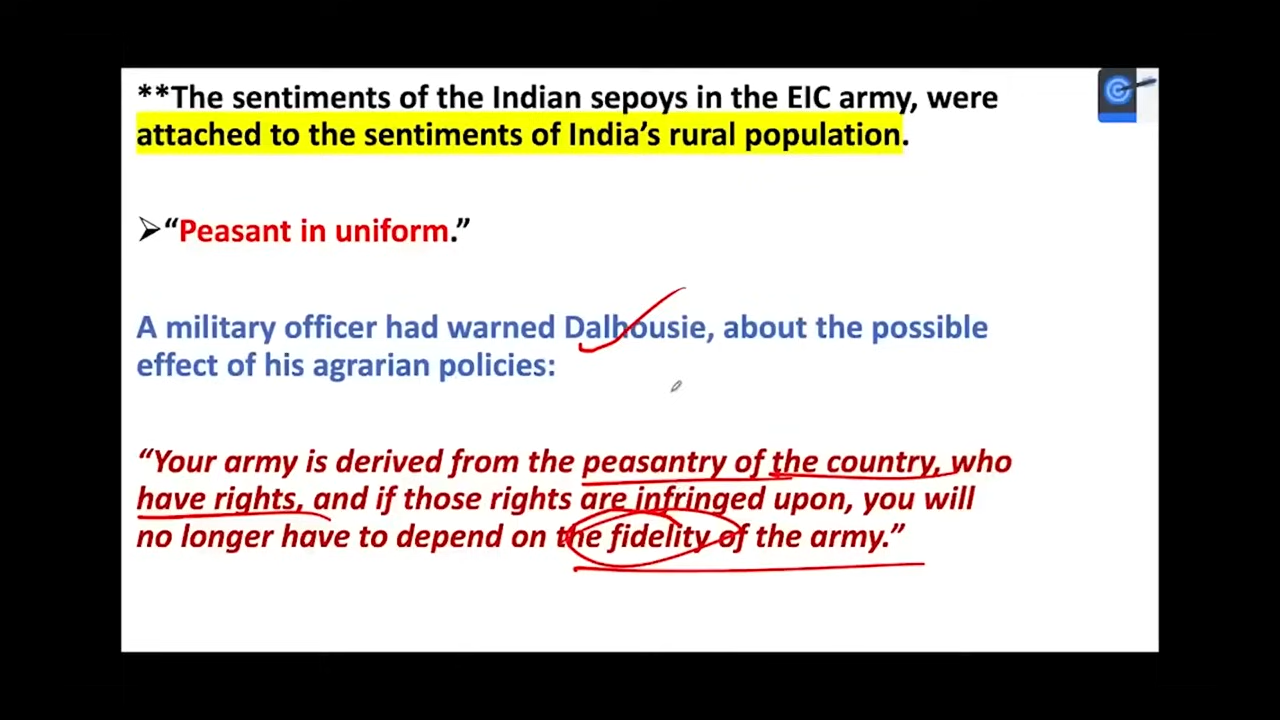 **The sentiments of the Indian sepoys in the EIC army, were
attached to the sentiments of India’s rural population.
➢“Peasant in uniform.”
A military officer had warned Dalhousie, about the possible
effect of his agrarian policies:
“Your army is derived from the peasantry of the country, who
have rights, and if those rights are infringed upon, you will
no longer have to depend on the fidelity of the army.”